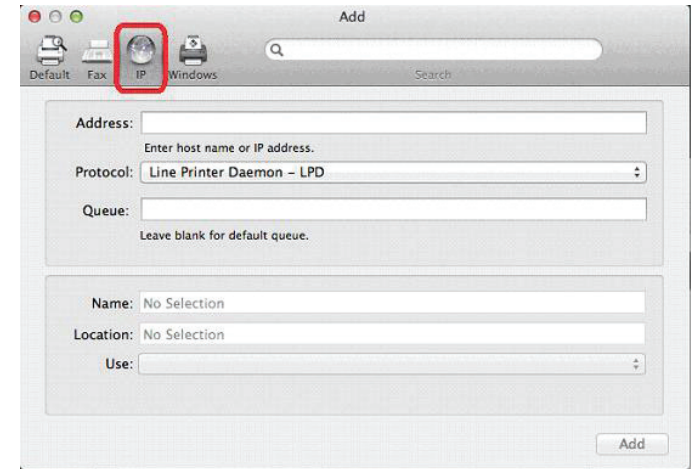 Add
Default Fax IP Windows Search
Address:
Enter host name or IP address.
Protocol: Line Printer Daemon – LPD
Queue:
Leave blank for default queue.
Name: No Selection
Location: No Selection
Use:
Add